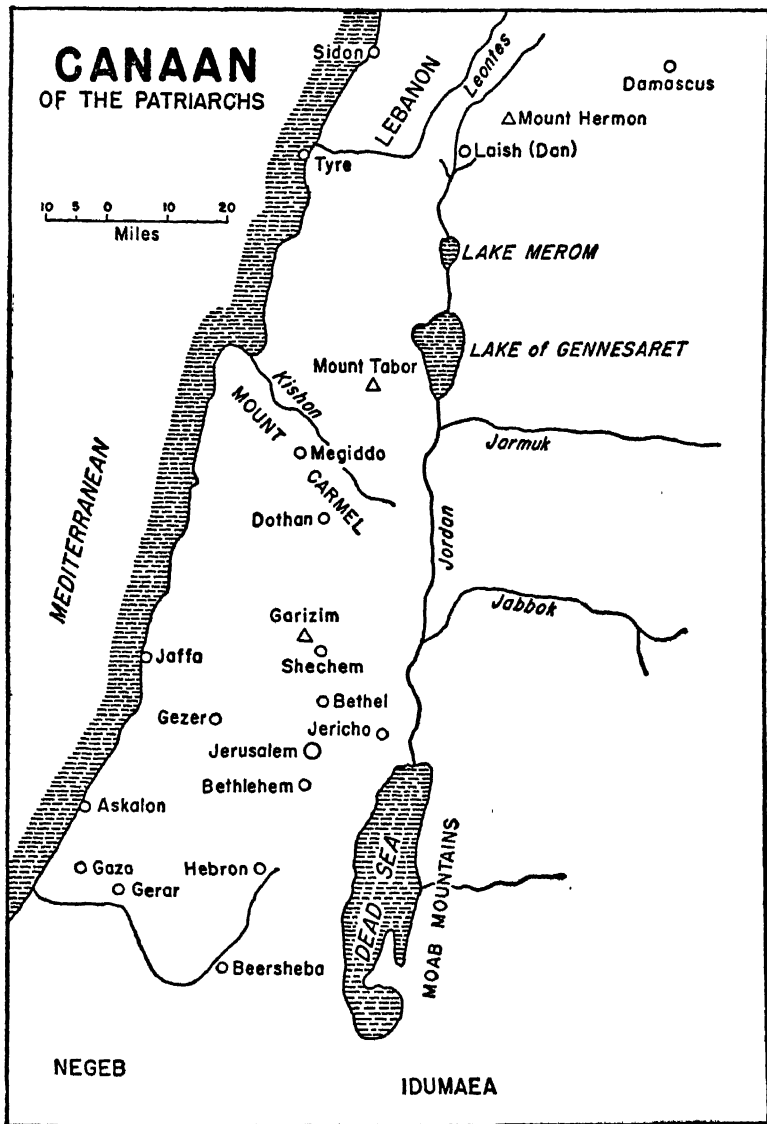 CANAAN
OF THE PATRIARCHS
10 5 0 10 20
Miles
Sidon
LEBANON
Leontes
Damascus
Mount Hermon
Laish (Dan)
Tyre
LAKE MEROM
LAKE of GENNESARET
Mount Tabor
Kishon
MOUNT CARMEL
Megiddo
Jarmuk
Dothan
Jordan
MEDITERRANEAN
Jabbok
Garizim
Jaffa
Shechem
Bethel
Gezer
Jericho
Jerusalem
Bethlehem
Askalon
DEAD SEA
MOAB MOUNTAINS
Gaza
Hebron
Gerar
Beersheba
NEGEB
IDUMAEA